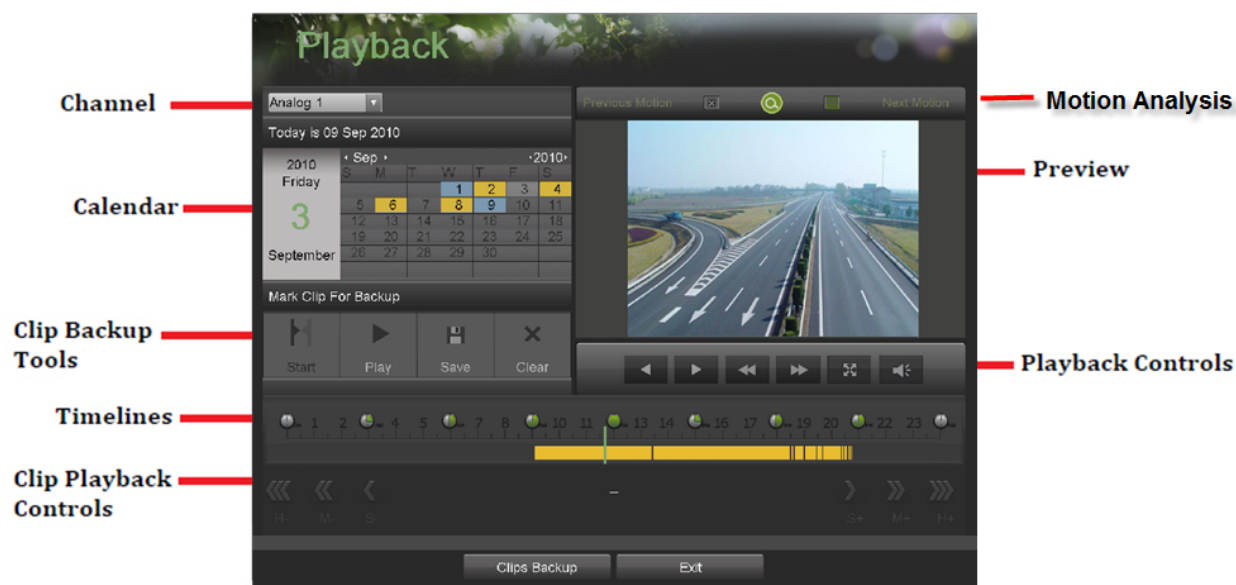 Playback
Channel
Analog 1
Previous Motion
Next Motion
Motion Analysis
Today is 09 Sep 2010
Preview
Calendar
2010
Friday
3
September
Sep
2010
S M T W T F S
1 2 3 4
5 6 7 8 9 10 11
12 13 14 15 16 17 18
19 20 21 22 23 24 25
26 27 28 29 30
Mark Clip For Backup
Clip Backup
Tools
Start Play Save Clear
Playback Controls
Timelines
1 2 4 5 7 8 10 11 13 14 16 17 19 20 22 23
Clip Playback
Controls
H- M- S- – S+ M+ H+
Clips Backup
Exit